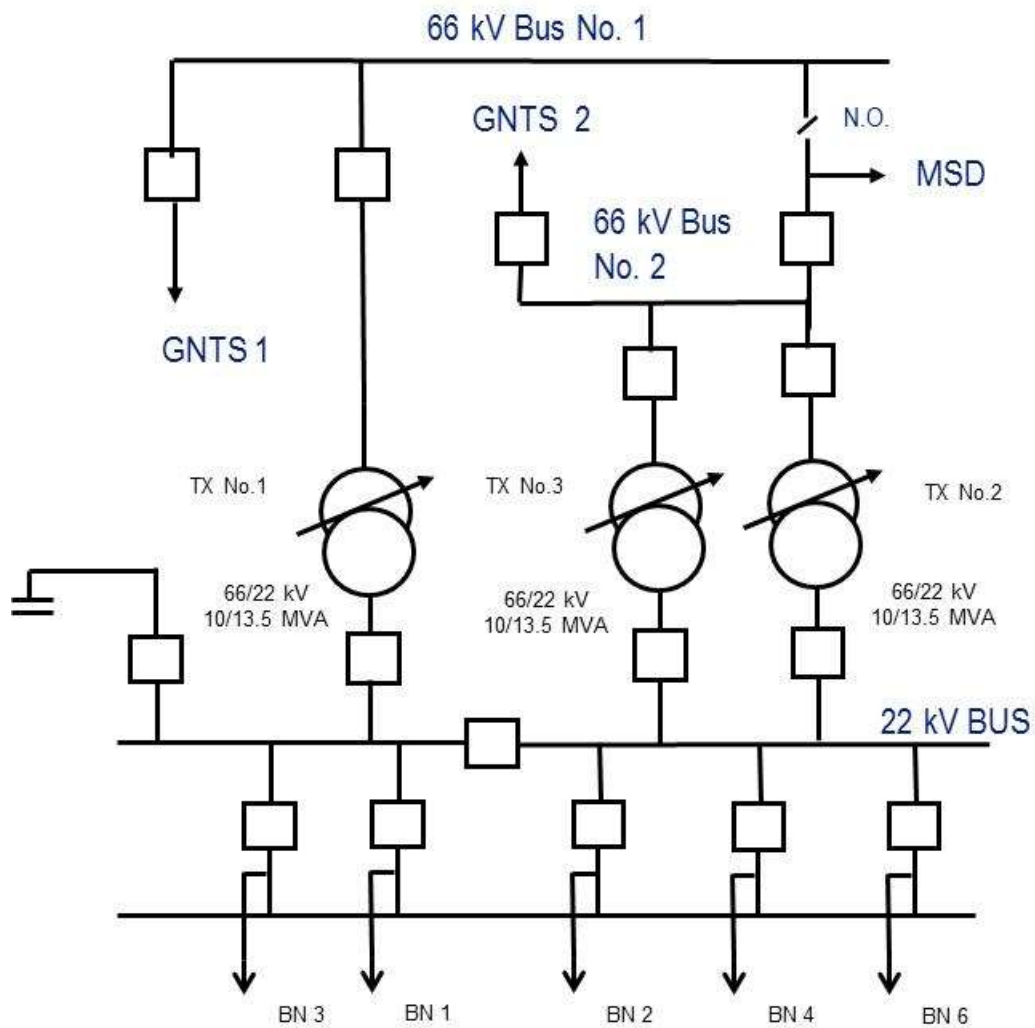 66 kV Bus No. 1
GNTS 2
N.O.
MSD
66 kV Bus
No. 2
GNTS 1
TX No.1
TX No.3
TX No.2
66/22 kV
10/13.5 MVA
66/22 kV
10/13.5 MVA
66/22 kV
10/13.5 MVA
22 kV BUS
BN 3
BN 1
BN 2
BN 4
BN 6